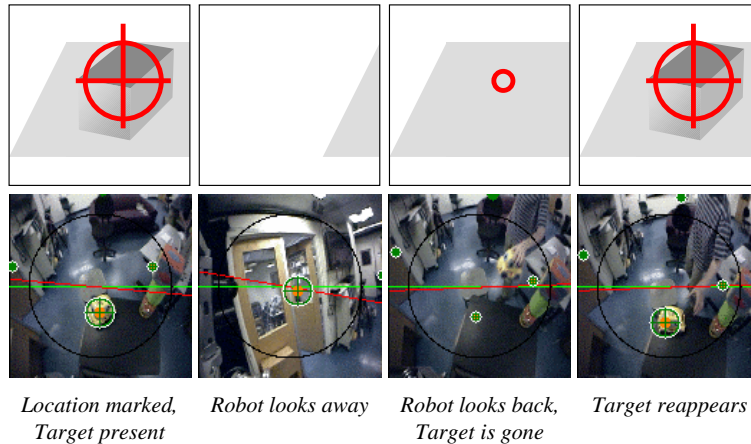 Location marked,
Target present
Robot looks away
Robot looks back,
Target is gone
Target reappears